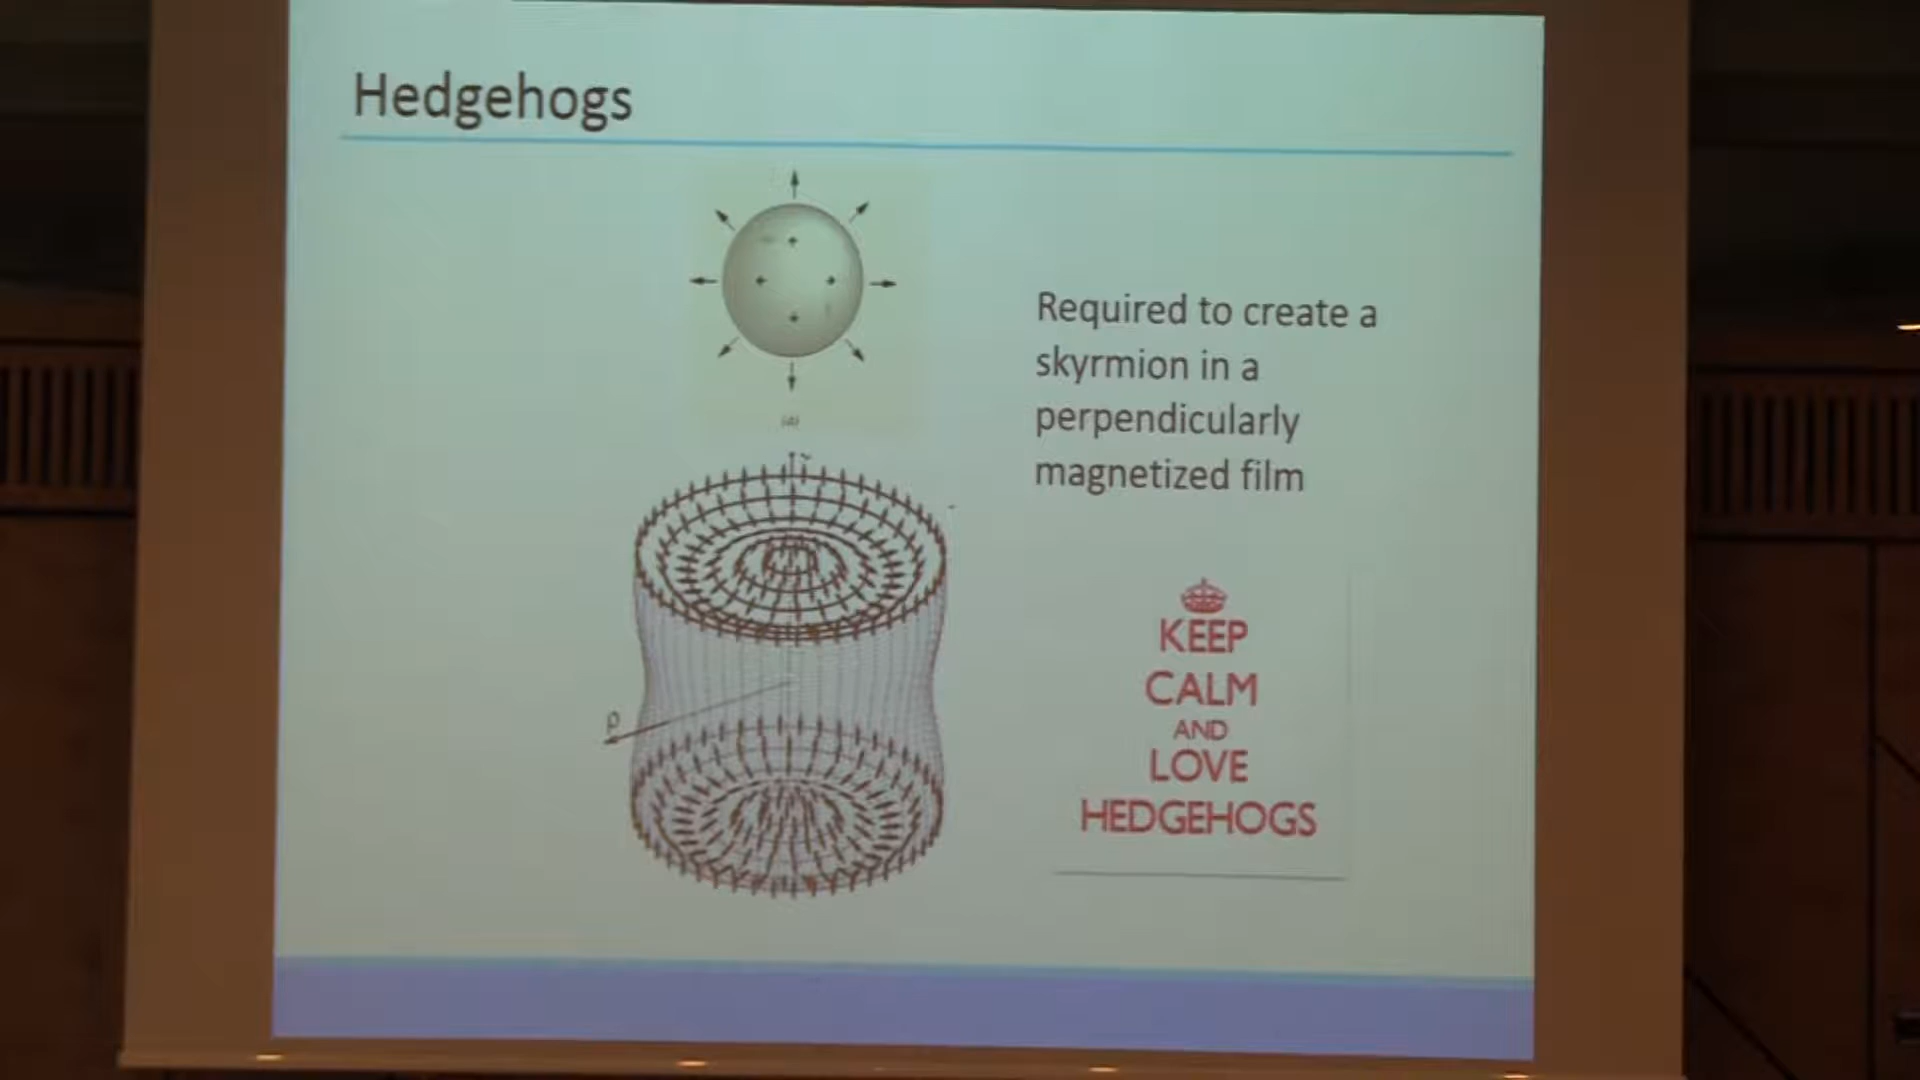 Hedgehogs
(a)
Required to create a
skyrmion in a
perpendicularly
magnetized film
ρ
KEEP
CALM
AND
LOVE
HEDGEHOGS